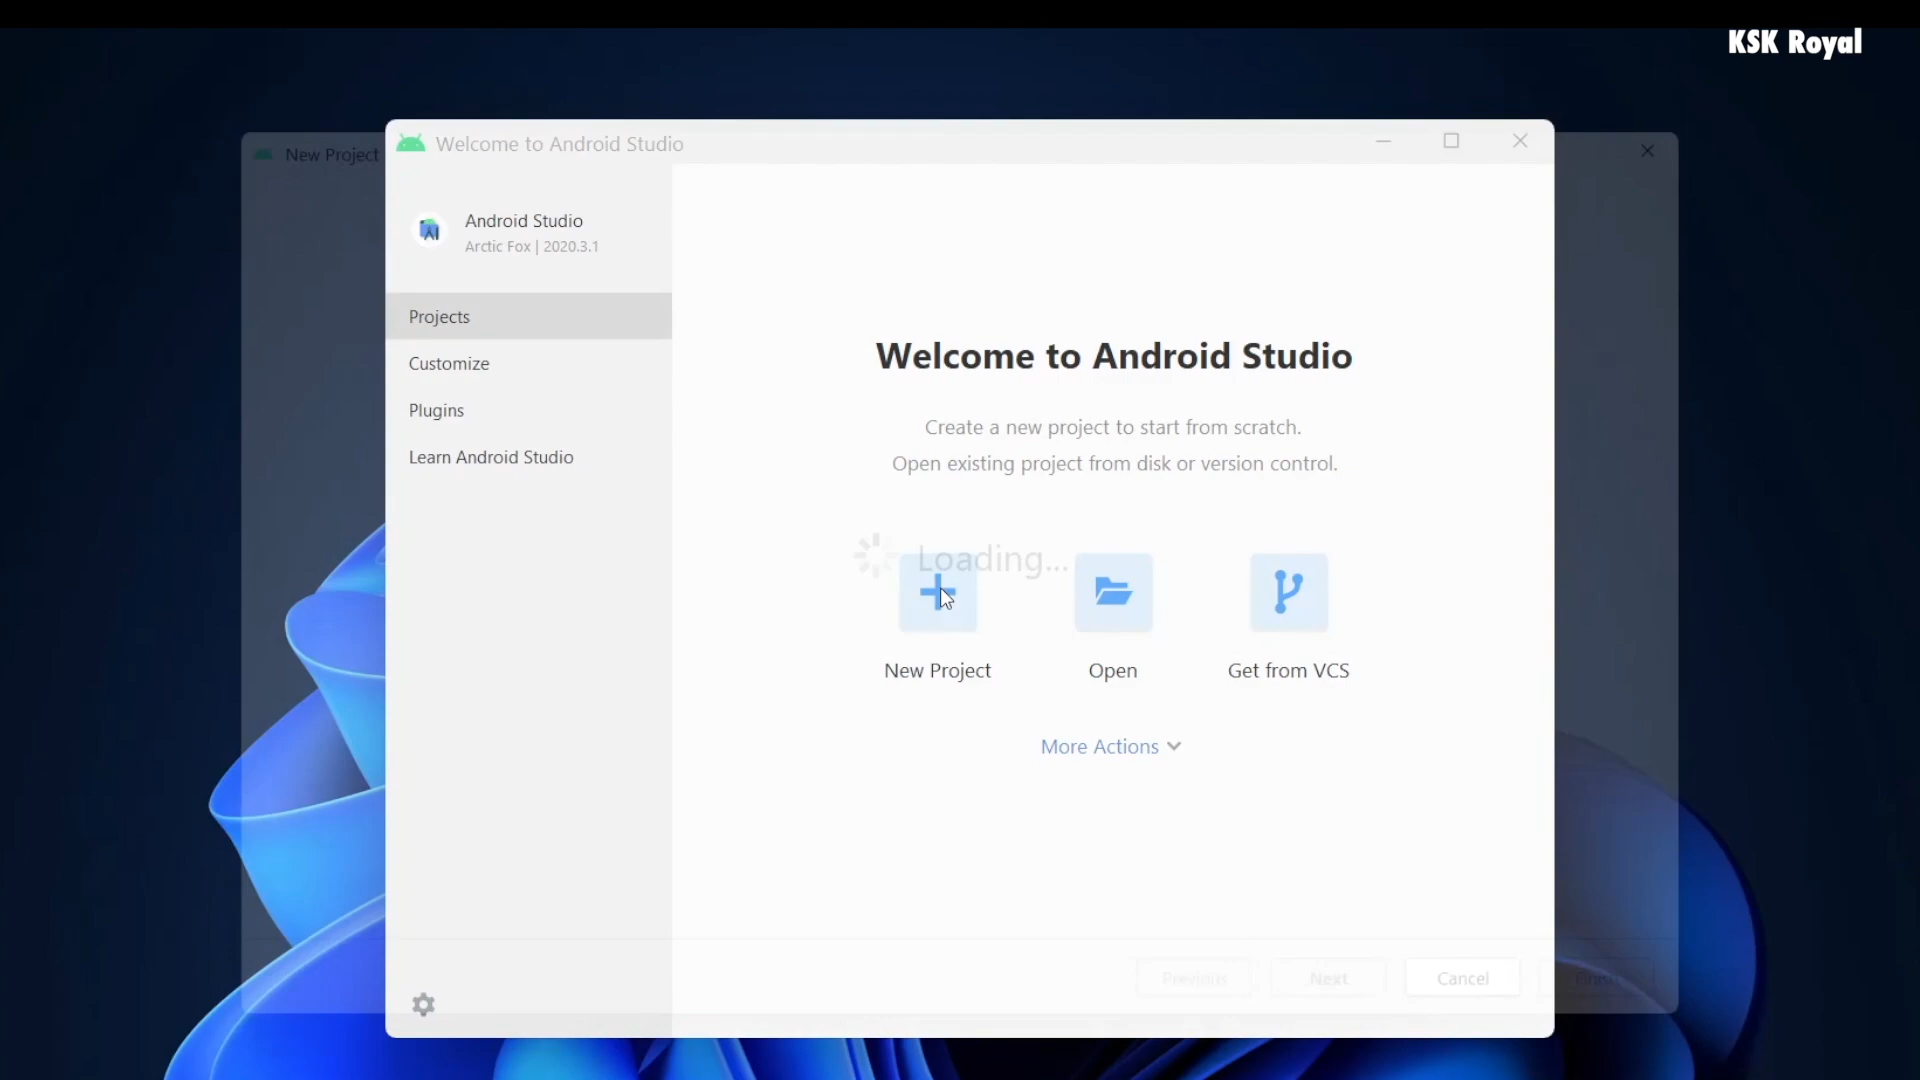 KSK Royal
New Project
Welcome to Android Studio
Android Studio
Arctic Fox | 2020.3.1
Projects
Customize
Plugins
Learn Android Studio
Welcome to Android Studio
Create a new project to start from scratch.
Open existing project from disk or version control.
Loading...
New Project
Open
Get from VCS
More Actions
Previous
Next
Cancel